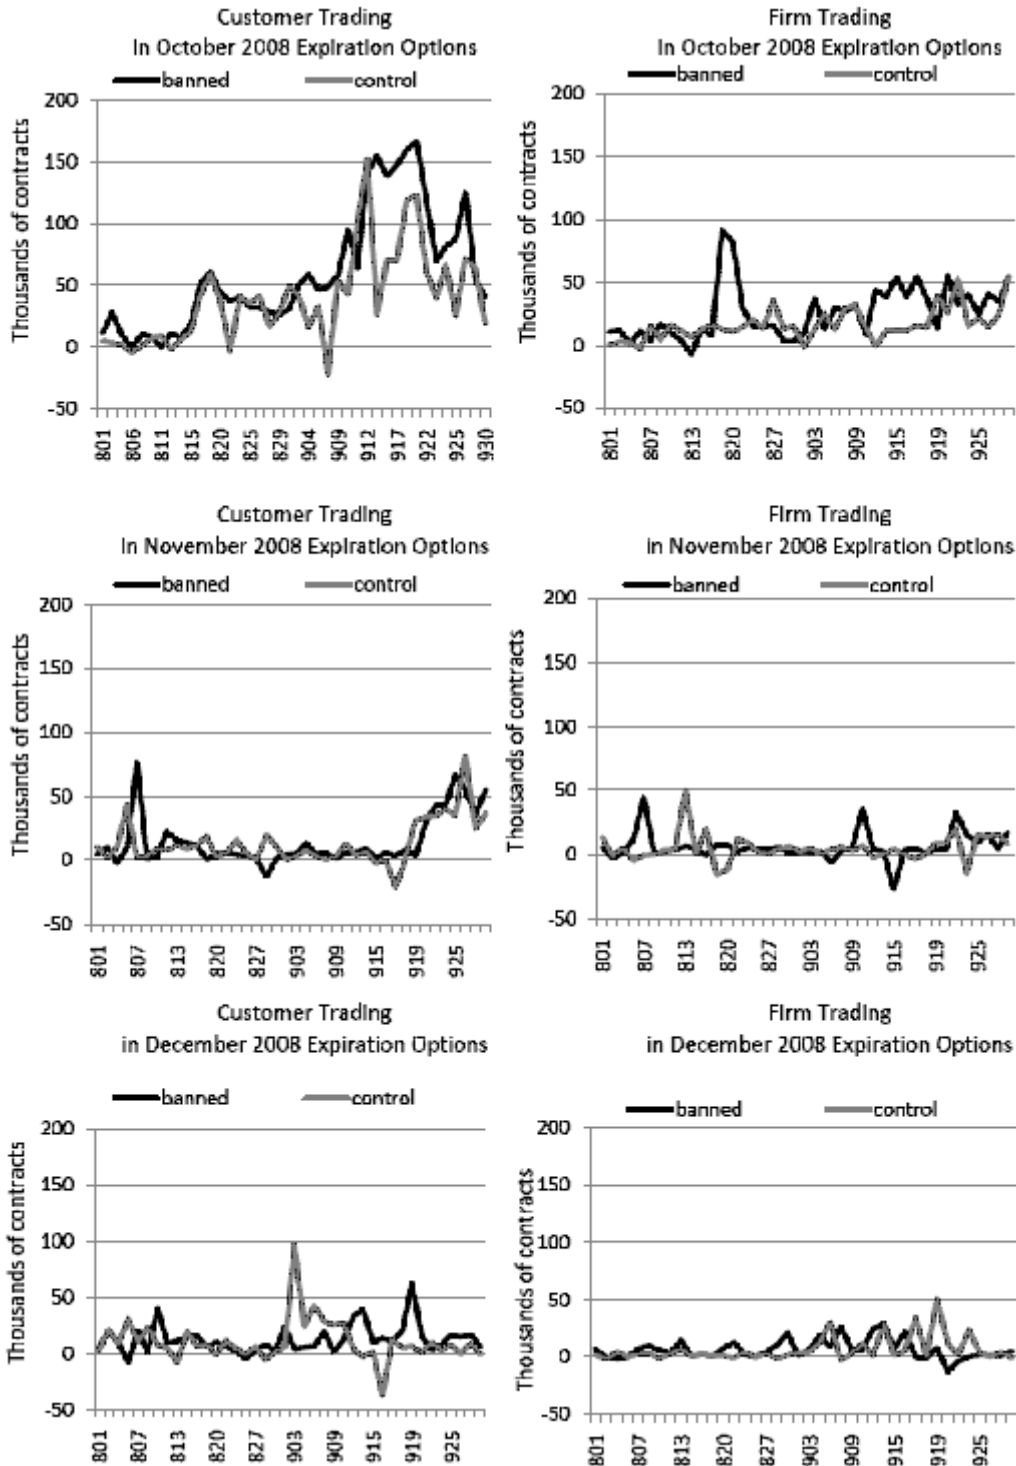 Customer Trading
in October 2008 Expiration Options
banned control
Thousands of contracts
200
150
100
50
0
-50
801 806 811 815 820 825 829 904 909 912 917 922 925 930
Firm Trading
in October 2008 Expiration Options
banned control
Thousands of contracts
200
150
100
50
0
-50
801 807 813 820 827 903 909 915 919 925
Customer Trading
in November 2008 Expiration Options
banned control
Thousands of contracts
200
150
100
50
0
-50
801 807 813 820 827 903 909 915 919 925
Firm Trading
in November 2008 Expiration Options
banned control
Thousands of contracts
200
150
100
50
0
-50
801 807 813 820 827 903 909 915 919 925
Customer Trading
in December 2008 Expiration Options
banned control
Thousands of contracts
200
150
100
50
0
-50
801 807 813 820 827 903 909 915 919 925
Firm Trading
in December 2008 Expiration Options
banned control
Thousands of contracts
200
150
100
50
0
-50
801 807 813 820 829 903 909 915 919 925